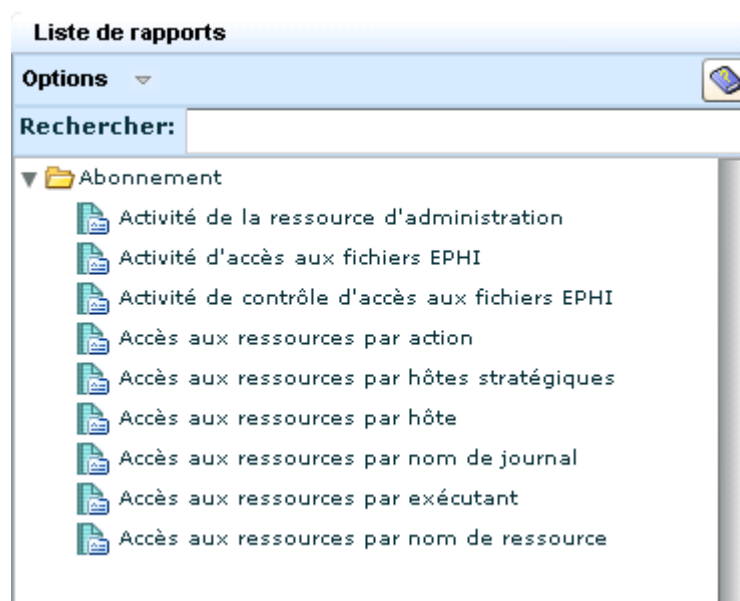 Liste de rapports
Options
Rechercher:
Abonnement
Activité de la ressource d'administration
Activité d'accès aux fichiers EPHI
Activité de contrôle d'accès aux fichiers EPHI
Accès aux ressources par action
Accès aux ressources par hôtes stratégiques
Accès aux ressources par hôte
Accès aux ressources par nom de journal
Accès aux ressources par exécutant
Accès aux ressources par nom de ressource